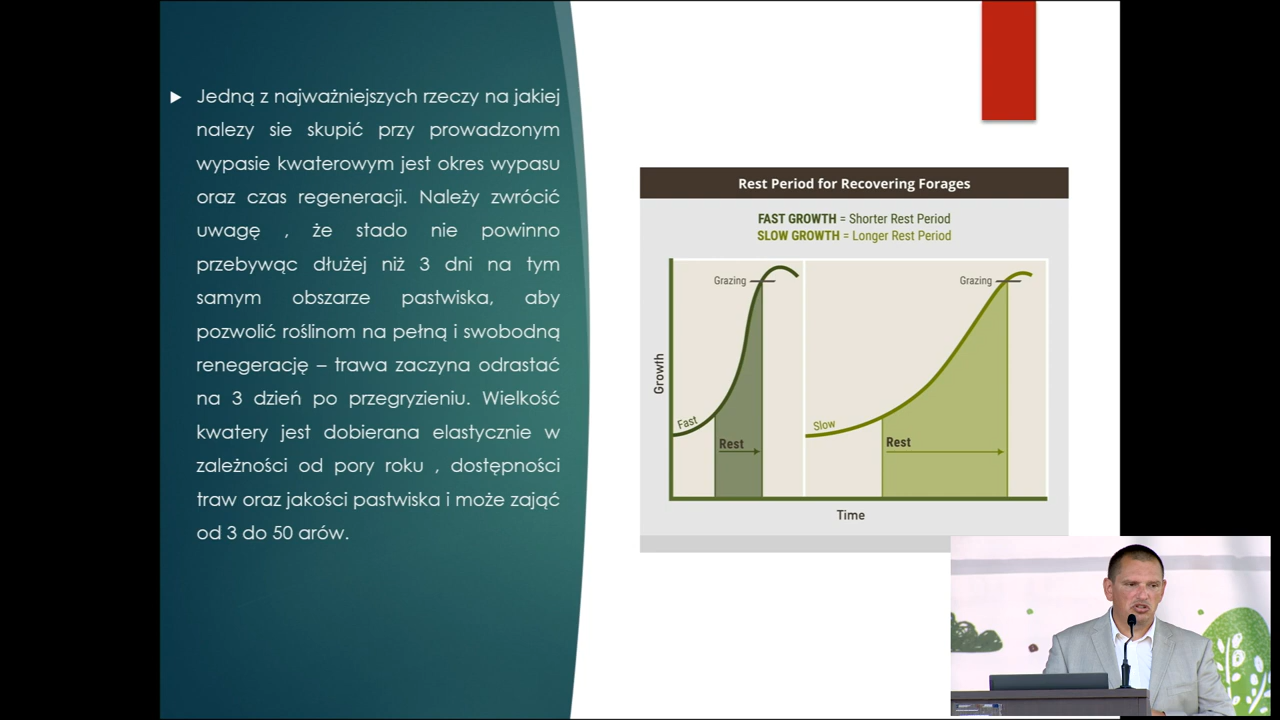 Jedną z najważniejszych rzeczy na jakiej
nalezy sie skupić przy prowadzonym
wypasie kwaterowym jest okres wypasu
oraz czas regeneracji. Należy zwrócić
uwagę , że stado nie powinno
przebywąc dłużej niż 3 dni na tym
samym obszarze pastwiska, aby
pozwolić roślinom na pełną i swobodną
renegerację – trawa zaczyna odrastać
na 3 dzień po przegryzieniu. Wielkość
kwatery jest dobierana elastycznie w
zależności od pory roku , dostępności
traw oraz jakości pastwiska i może zająć
od 3 do 50 arów.
Rest Period for Recovering Forages
FAST GROWTH = Shorter Rest Period
SLOW GROWTH = Longer Rest Period
Grazing
Grazing
Growth
Fast
Slow
Rest
Rest
Time